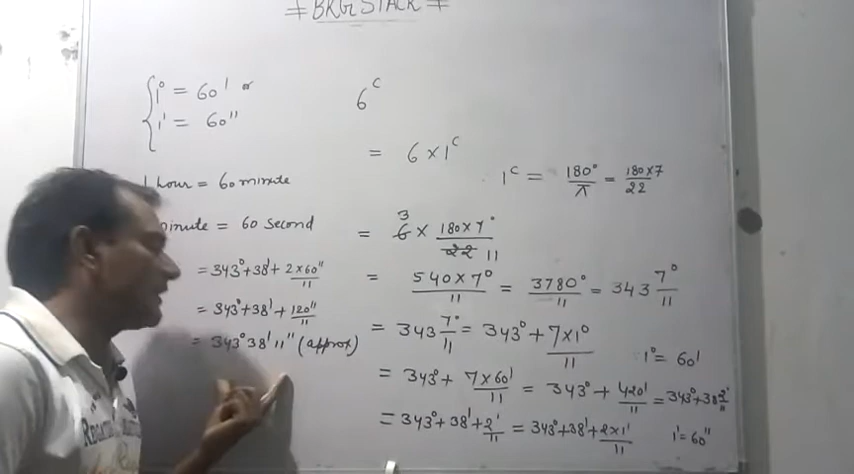 = BRG STACK =
1° = 60' or
1' = 60"
1 hour = 60 minute
minute = 60 second
= 343° + 38' + 2×60"/11
= 343° + 38' + 120"/11
= 343° 38' 11" (approx)
6ᶜ
= 6 × 1ᶜ
1ᶜ = 180°/π = 180×7/22
= 6 × 180×7°/22 3 11
= 540×7°/11 = 3780°/11 = 343 7°/11
= 343 7°/11 = 343° + 7×1°/11
1° = 60'
= 343° + 7×60'/11 = 343° + 420'/11 = 343° + 38 2'/11
= 343° + 38' + 2'/11 = 343° + 38' + 2×1'/11
1' = 60"